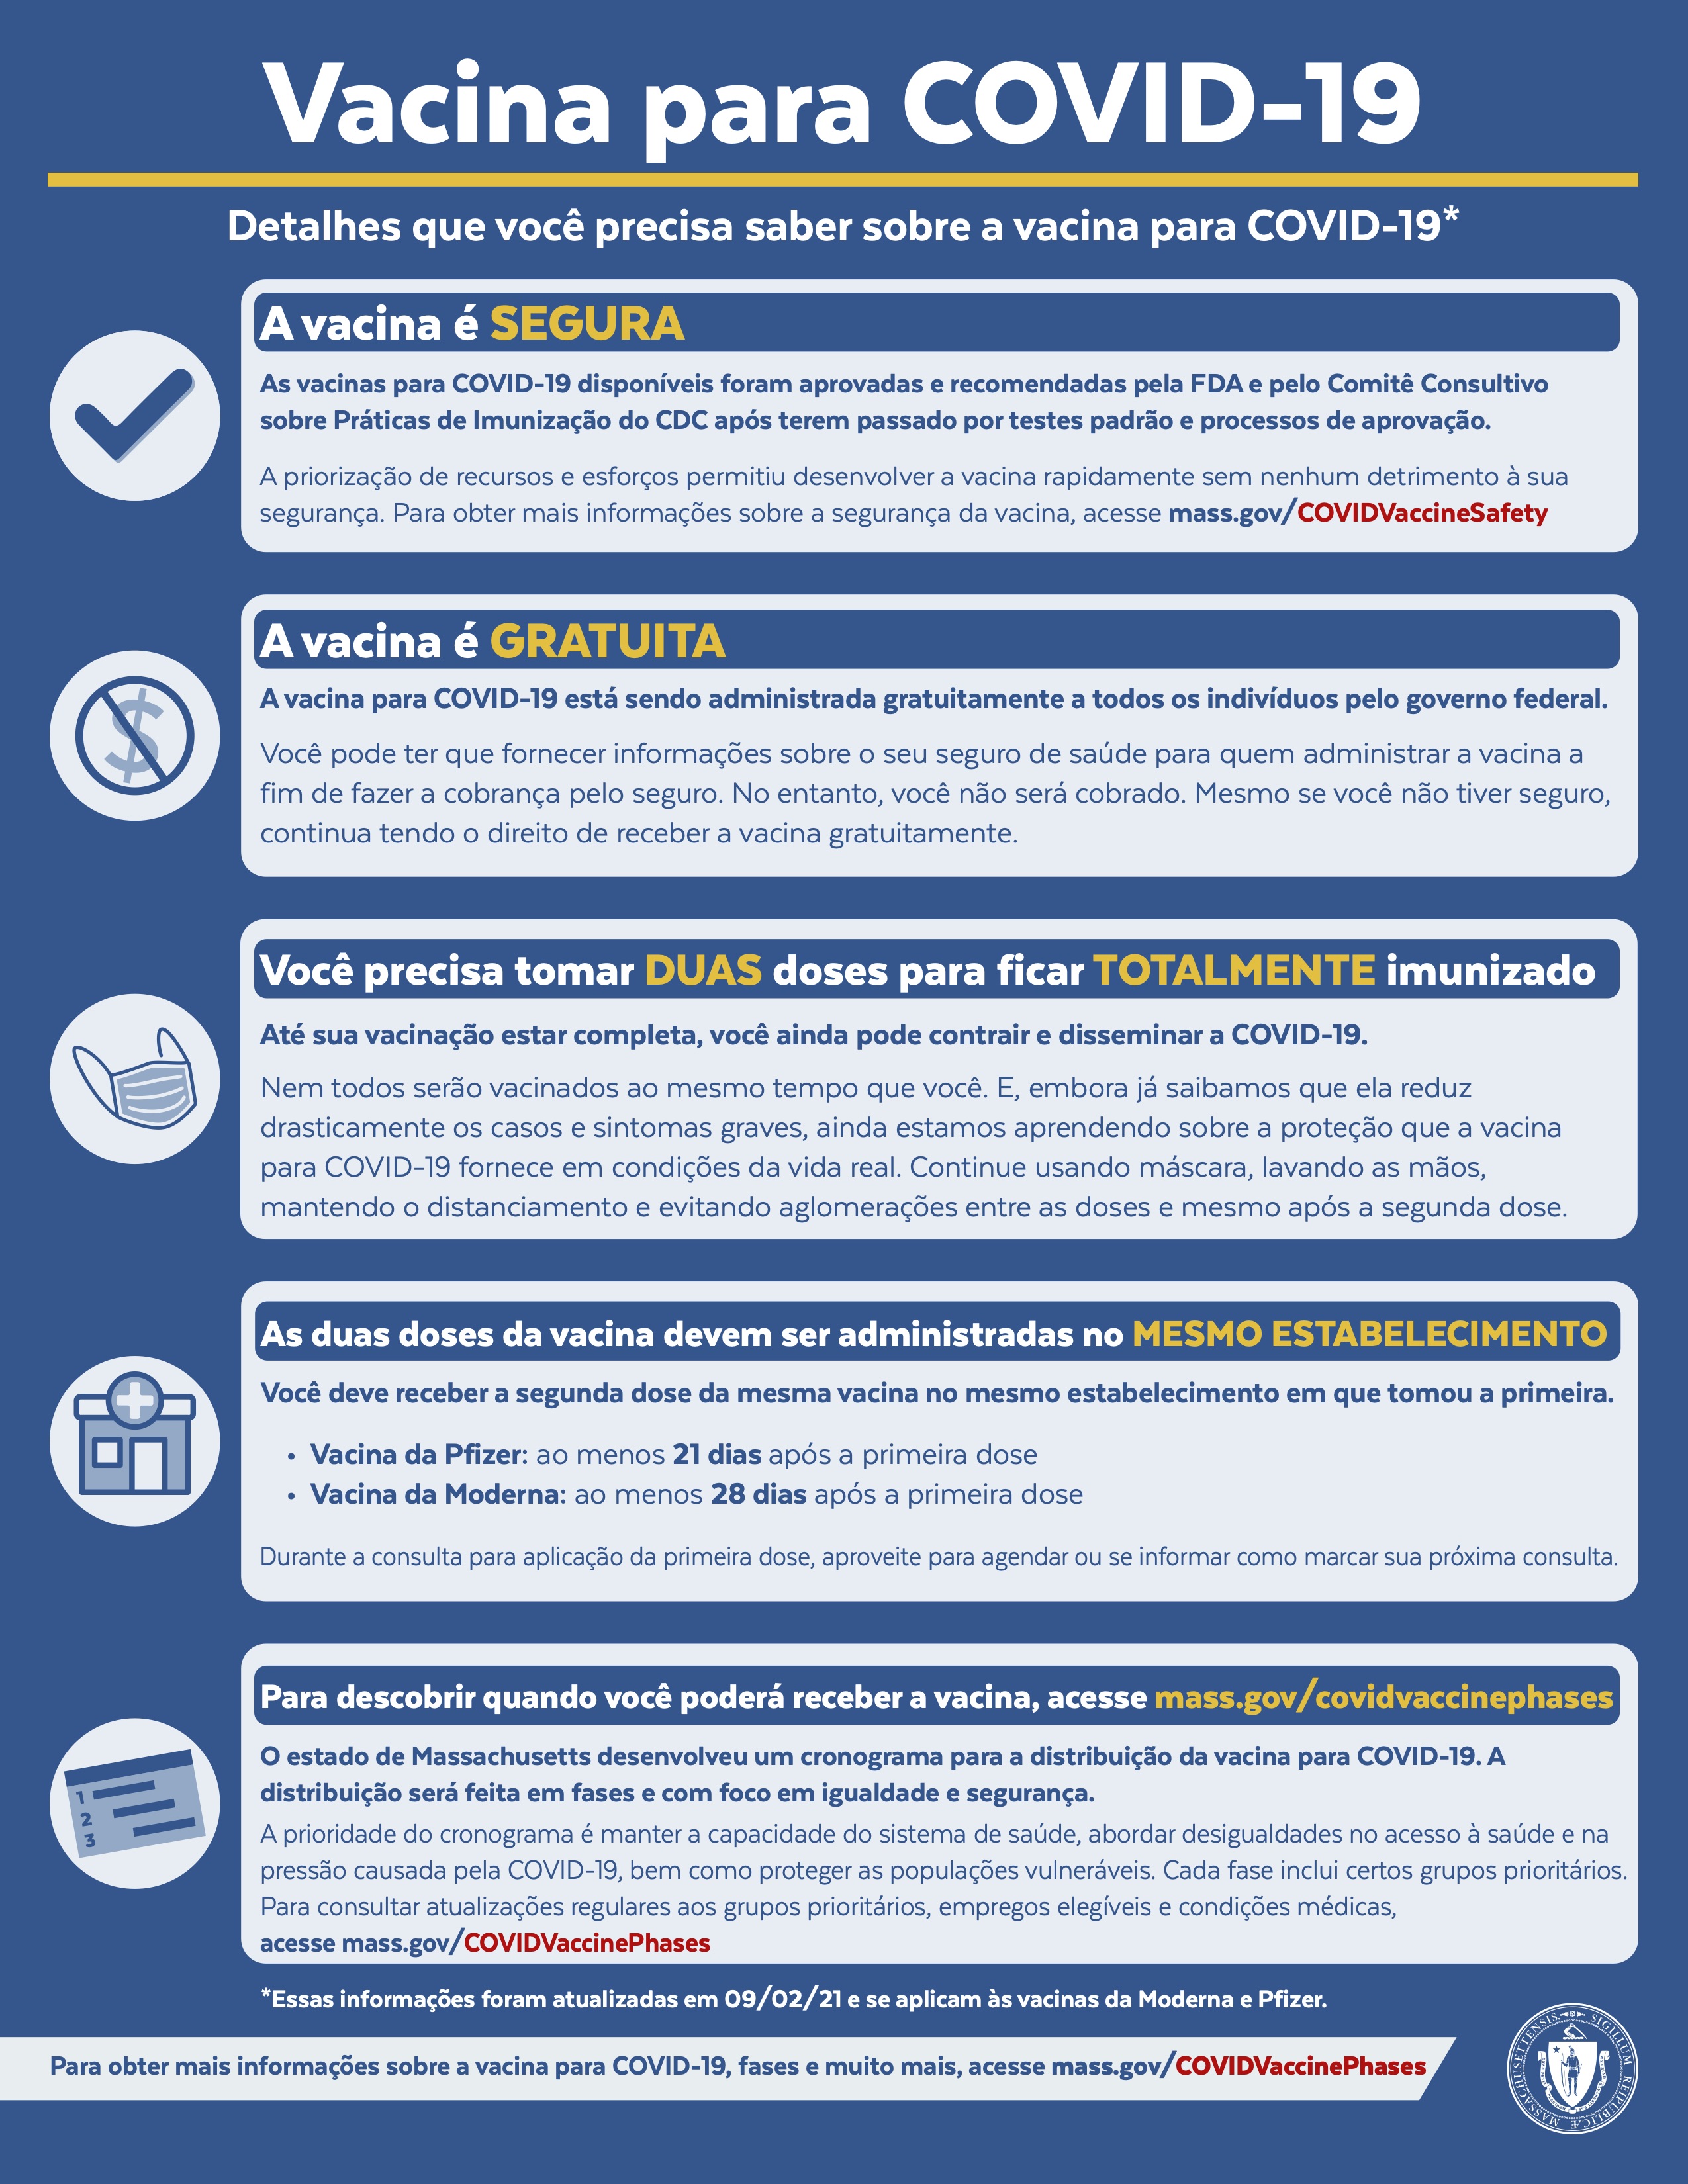 Vacina para COVID-19
Detalhes que você precisa saber sobre a vacina para COVID-19*
A vacina é SEGURA
As vacinas para COVID-19 disponíveis foram aprovadas e recomendadas pela FDA e pelo Comitê Consultivo
sobre Práticas de Imunização do CDC após terem passado por testes padrão e processos de aprovação.
A priorização de recursos e esforços permitiu desenvolver a vacina rapidamente sem nenhum detrimento à sua
segurança. Para obter mais informações sobre a segurança da vacina, acesse mass.gov/COVIDVaccineSafety
$
A vacina é GRATUITA
A vacina para COVID-19 está sendo administrada gratuitamente a todos os indivíduos pelo governo federal.
Você pode ter que fornecer informações sobre o seu seguro de saúde para quem administrar a vacina a
fim de fazer a cobrança pelo seguro. No entanto, você não será cobrado. Mesmo se você não tiver seguro,
continua tendo o direito de receber a vacina gratuitamente.
Você precisa tomar DUAS doses para ficar TOTALMENTE imunizado
Até sua vacinação estar completa, você ainda pode contrair e disseminar a COVID-19.
Nem todos serão vacinados ao mesmo tempo que você. E, embora já saibamos que ela reduz
drasticamente os casos e sintomas graves, ainda estamos aprendendo sobre a proteção que a vacina
para COVID-19 fornece em condições da vida real. Continue usando máscara, lavando as mãos,
mantendo o distanciamento e evitando aglomerações entre as doses e mesmo após a segunda dose.
As duas doses da vacina devem ser administradas no MESMO ESTABELECIMENTO
Você deve receber a segunda dose da mesma vacina no mesmo estabelecimento em que tomou a primeira.
• Vacina da Pfizer: ao menos 21 dias após a primeira dose
• Vacina da Moderna: ao menos 28 dias após a primeira dose
Durante a consulta para aplicação da primeira dose, aproveite para agendar ou se informar como marcar sua próxima consulta.
1
2
3
Para descobrir quando você poderá receber a vacina, acesse mass.gov/covidvaccinephases
O estado de Massachusetts desenvolveu um cronograma para a distribuição da vacina para COVID-19. A
distribuição será feita em fases e com foco em igualdade e segurança.
A prioridade do cronograma é manter a capacidade do sistema de saúde, abordar desigualdades no acesso à saúde e na
pressão causada pela COVID-19, bem como proteger as populações vulneráveis. Cada fase inclui certos grupos prioritários.
Para consultar atualizações regulares aos grupos prioritários, empregos elegíveis e condições médicas,
acesse mass.gov/COVIDVaccinePhases
*Essas informações foram atualizadas em 09/02/21 e se aplicam às vacinas da Moderna e Pfizer.
Para obter mais informações sobre a vacina para COVID-19, fases e muito mais, acesse mass.gov/COVIDVaccinePhases
SIGILLUM REIPUBLICÆ MASSACHUSETTENSIS